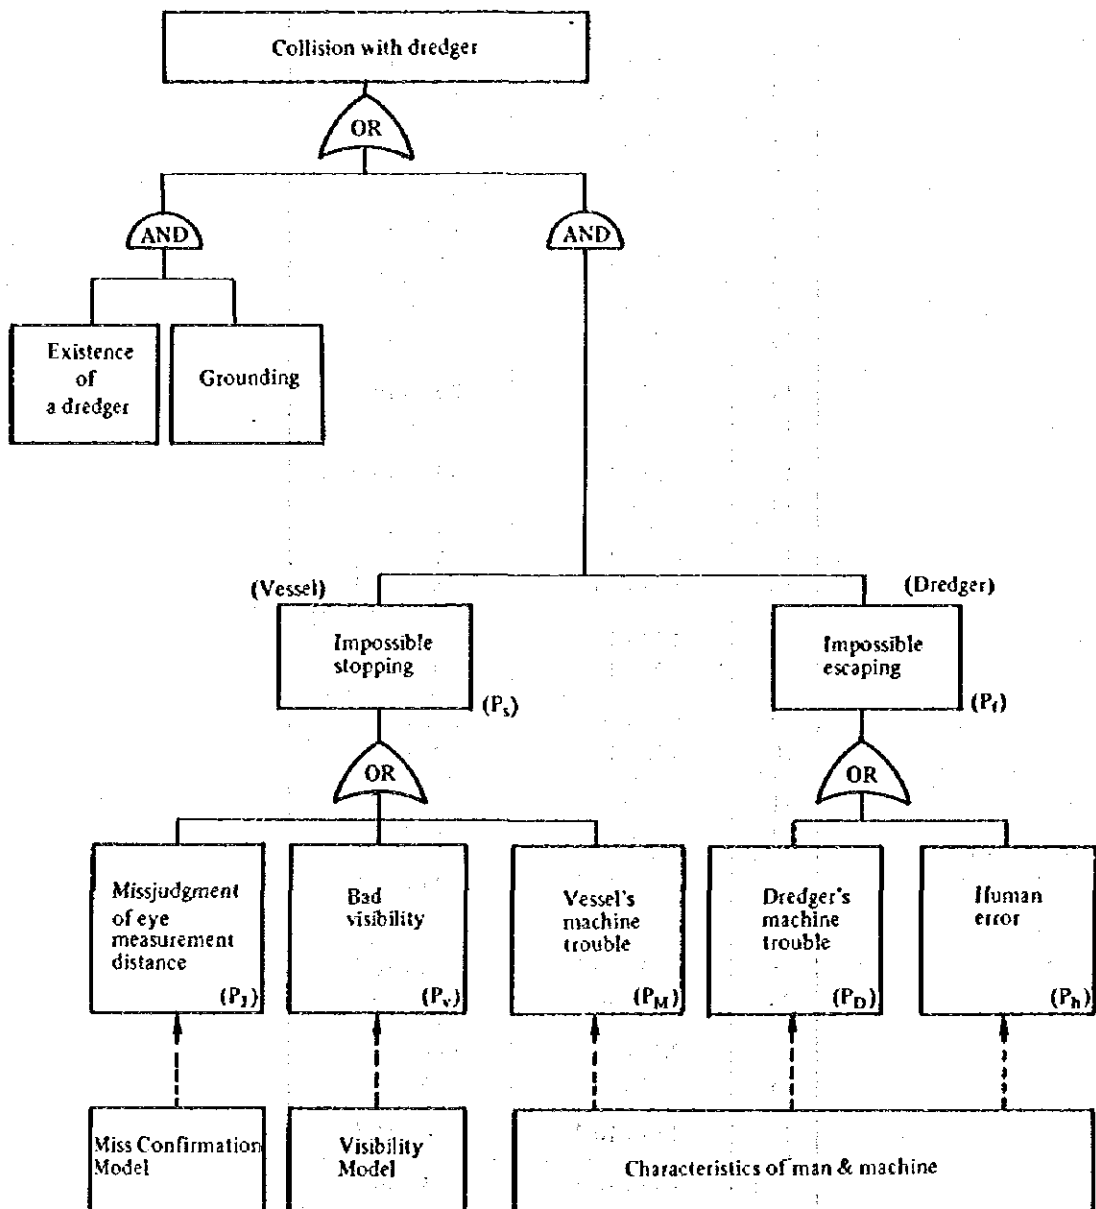 Collision with dredger
OR
AND
AND
Existence
of
a dredger
Grounding
(Vessel)
(Dredger)
Impossible
stopping
(Ps)
Impossible
escaping
(Pf)
OR
OR
Missjudgment
of eye
measurement
distance
(PJ)
Bad
visibility
(Pv)
Vessel's
machine
trouble
(PM)
Dredger's
machine
trouble
(PD)
Human
error
(Ph)
Miss Confirmation
Model
Visibility
Model
Characteristics of man & machine